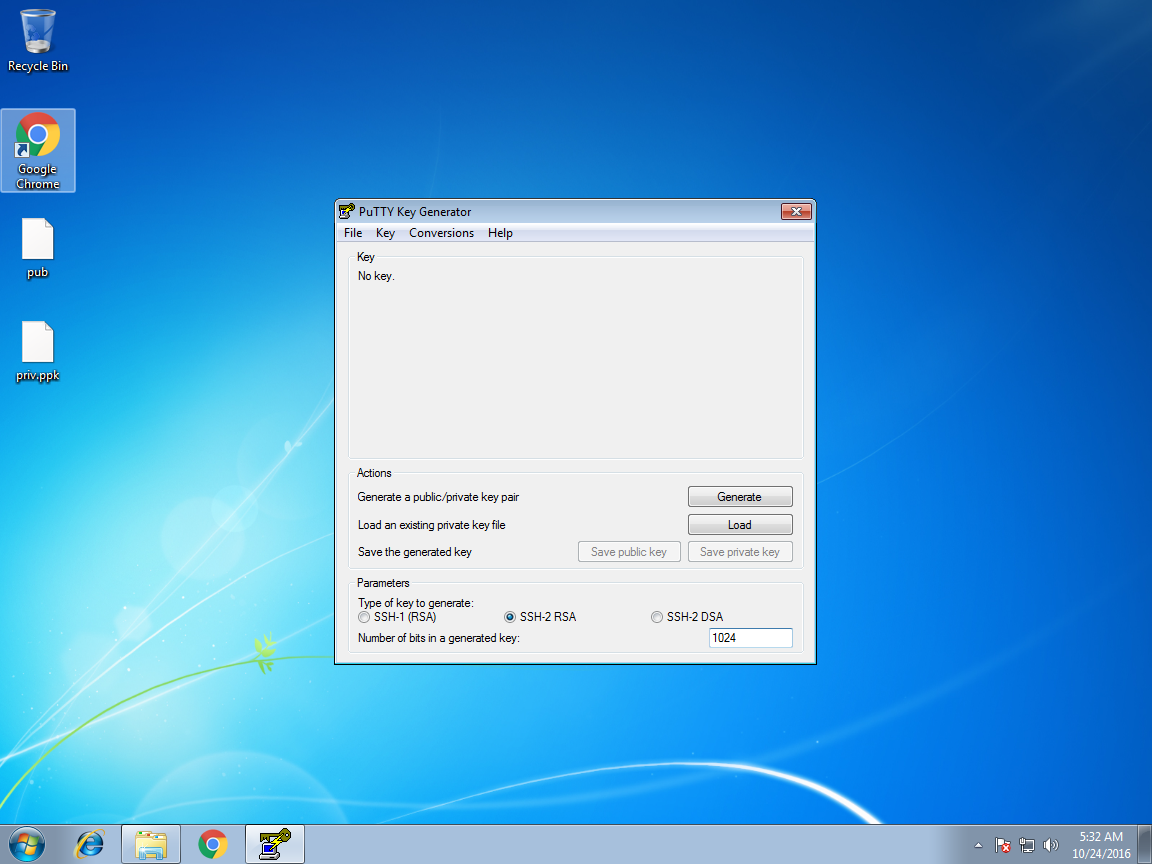 Recycle Bin
Google
Chrome
pub
priv.ppk
PuTTY Key Generator
File Key Conversions Help
Key
No key.
Actions
Generate a public/private key pair Generate
Load an existing private key file Load
Save the generated key Save public key Save private key
Parameters
Type of key to generate:
SSH-1 (RSA) SSH-2 RSA SSH-2 DSA
Number of bits in a generated key: 1024
5:32 AM
10/24/2016